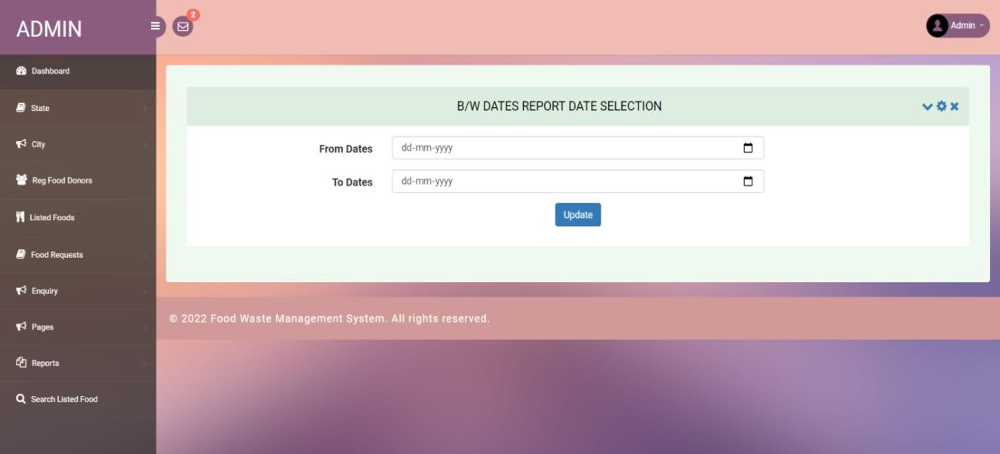 ADMIN
2
Admin
Dashboard
State
City
Reg Food Donors
Listed Foods
Food Requests
Enquiry
Pages
Reports
Search Listed Food
B/W DATES REPORT DATE SELECTION
From Dates
dd-mm-yyyy
To Dates
dd-mm-yyyy
Update
© 2022 Food Waste Management System. All rights reserved.